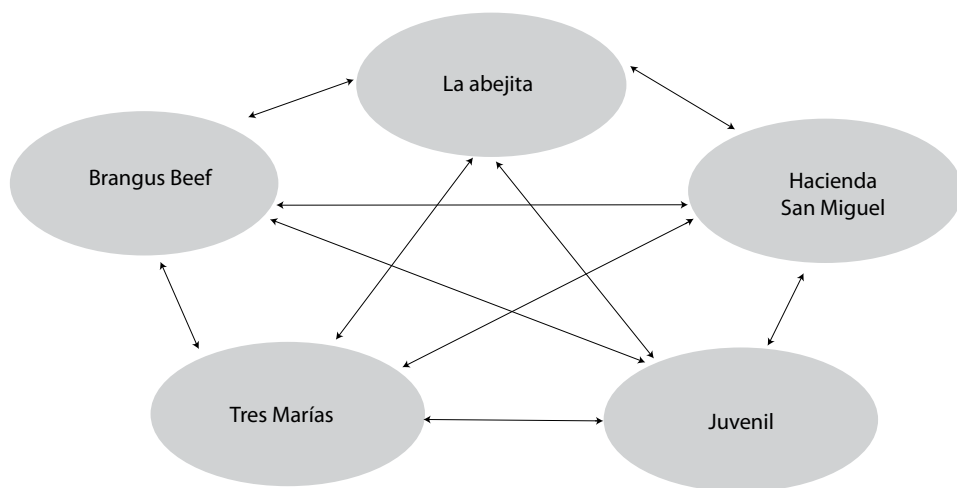 La abejita
Brangus Beef
Hacienda
San Miguel
Tres Marías
Juvenil